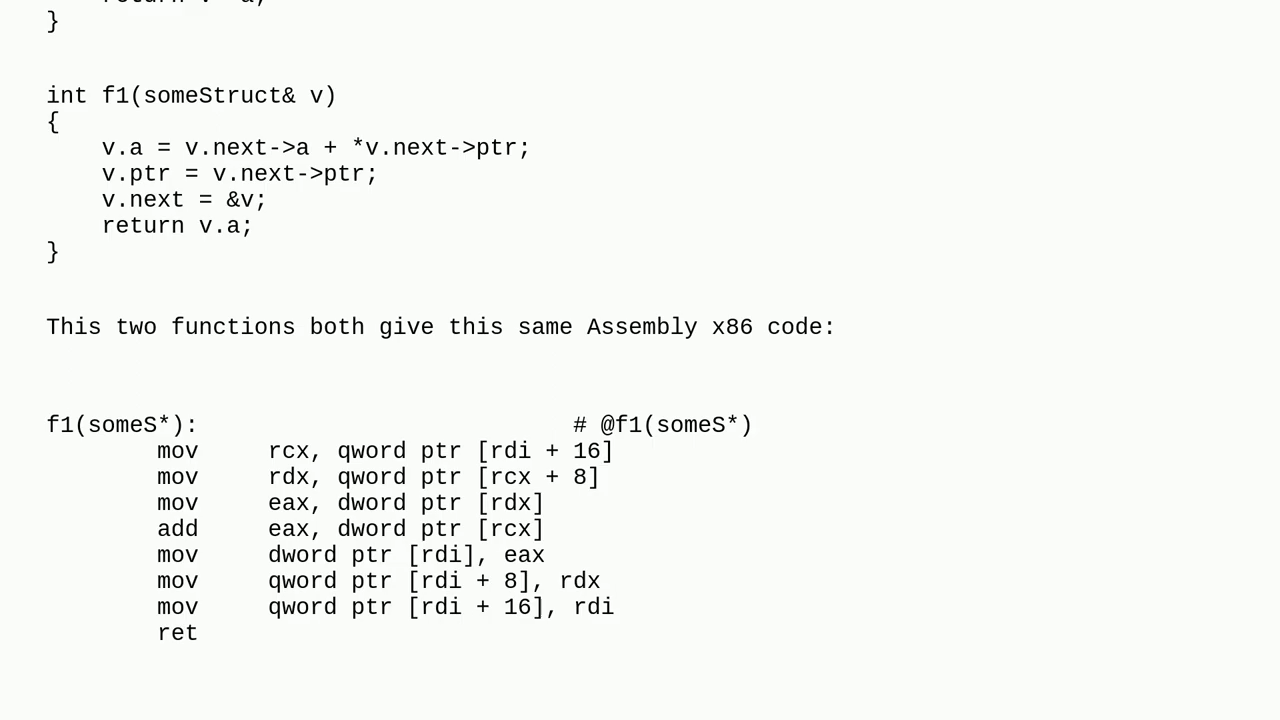 }
int f1(someStruct& v)
{
    v.a = v.next->a + *v.next->ptr;
    v.ptr = v.next->ptr;
    v.next = &v;
    return v.a;
}
This two functions both give this same Assembly x86 code:
f1(someS*):                           # @f1(someS*)
        mov     rcx, qword ptr [rdi + 16]
        mov     rdx, qword ptr [rcx + 8]
        mov     eax, dword ptr [rdx]
        add     eax, dword ptr [rcx]
        mov     dword ptr [rdi], eax
        mov     qword ptr [rdi + 8], rdx
        mov     qword ptr [rdi + 16], rdi
        ret